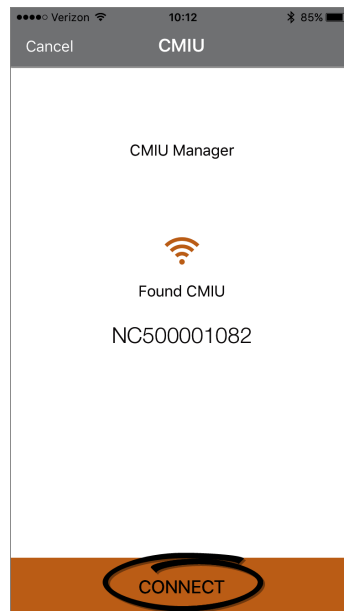 Verizon 10:12 85%
Cancel CMIU
CMIU Manager
Found CMIU
NC500001082
CONNECT